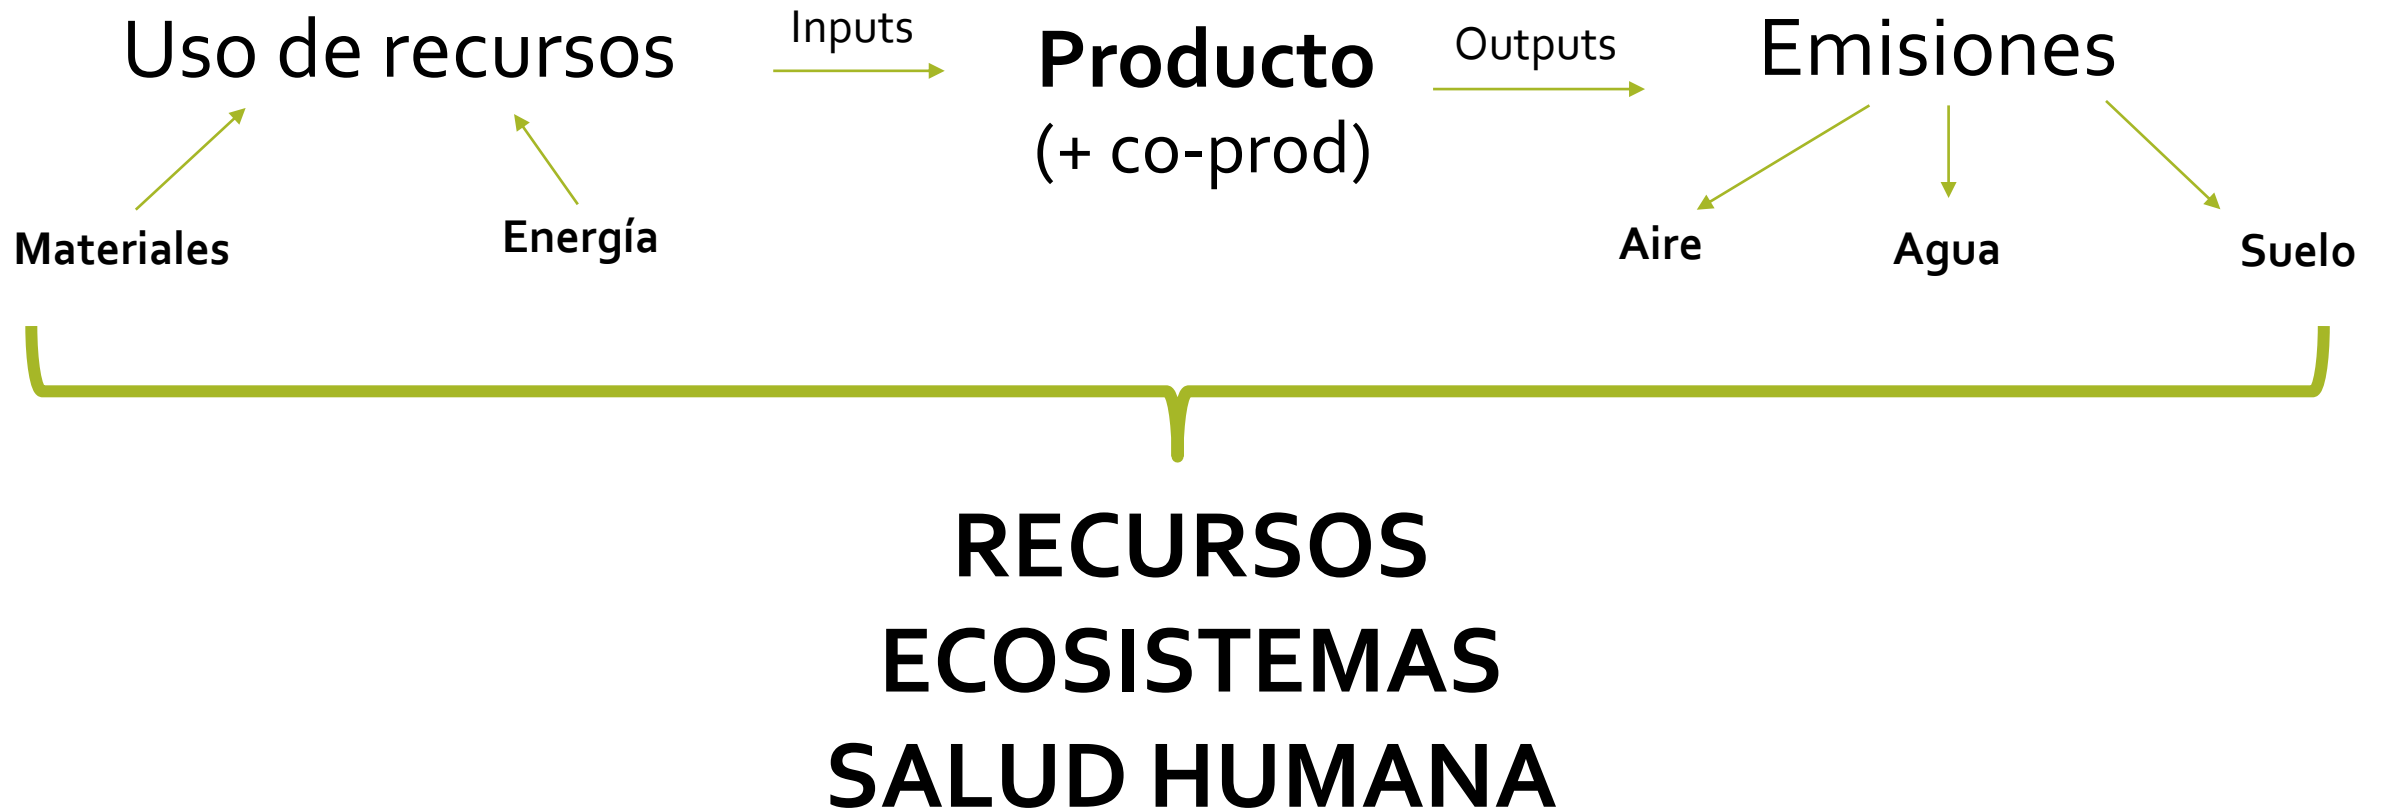 Uso de recursos
Inputs
Producto
(+ co-prod)
Outputs
Emisiones
Materiales
Energía
Aire
Agua
Suelo
RECURSOS
ECOSISTEMAS
SALUD HUMANA